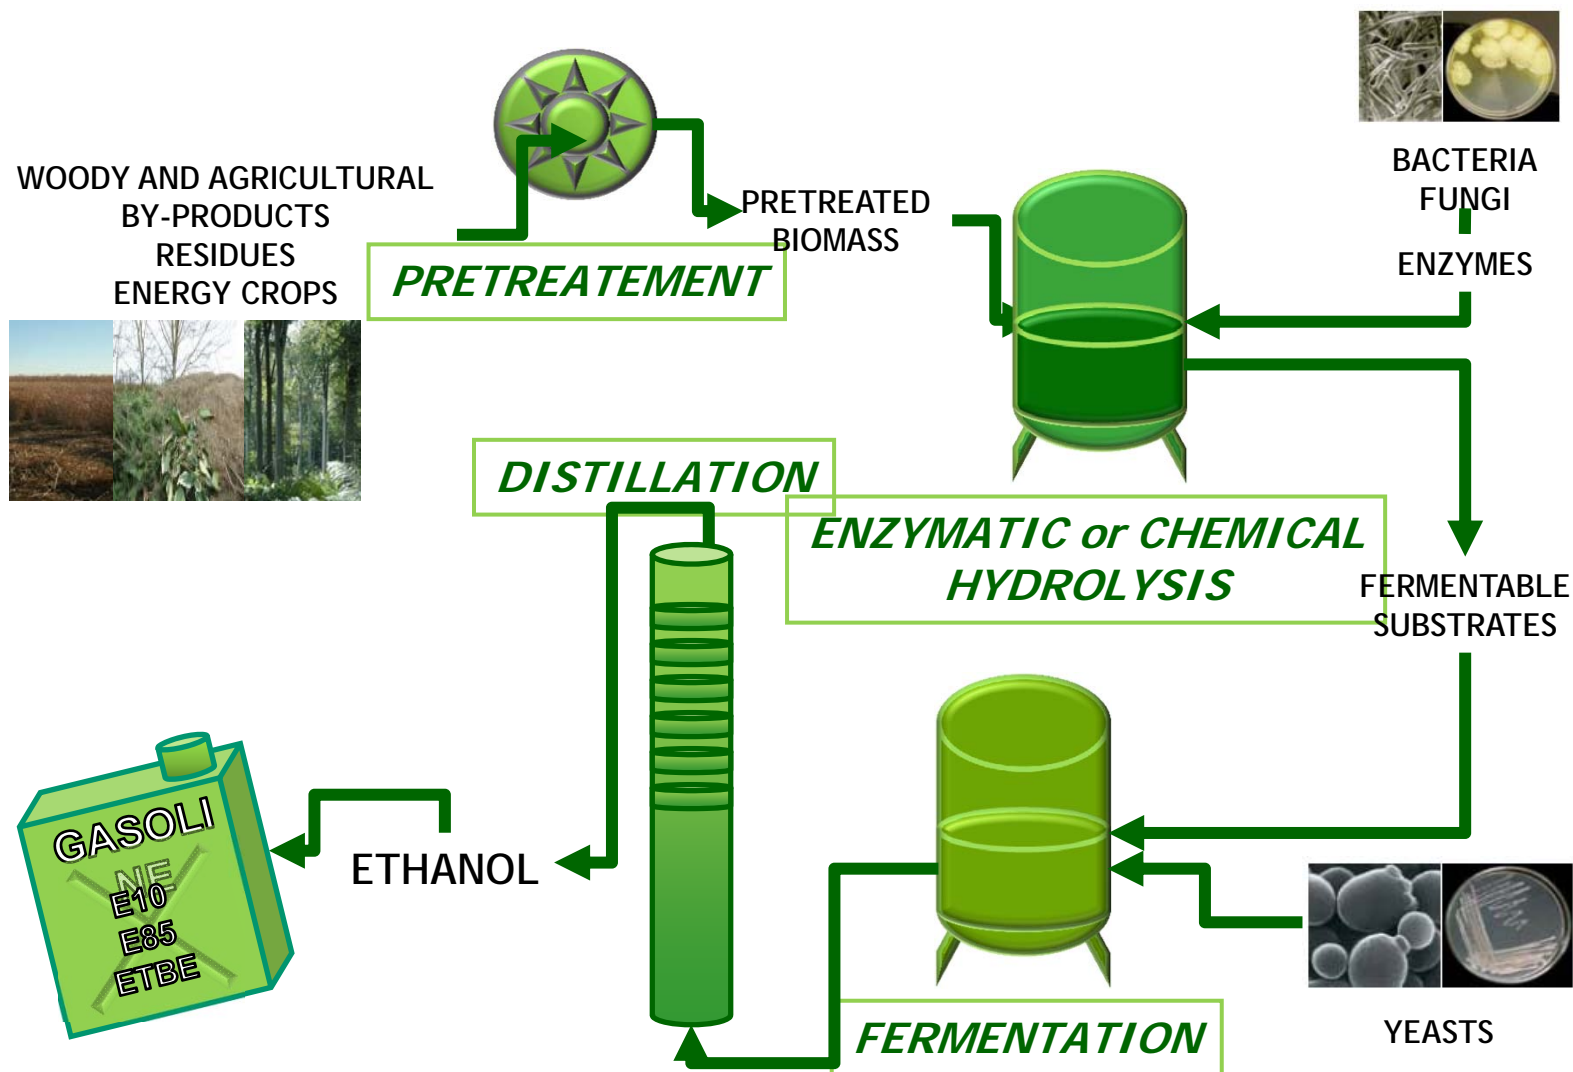 WOODY AND AGRICULTURAL
BY-PRODUCTS
RESIDUES
ENERGY CROPS
PRETREATEMENT
PRETREATED
BIOMASS
BACTERIA
FUNGI
ENZYMES
ENZYMATIC or CHEMICAL
HYDROLYSIS
FERMENTABLE
SUBSTRATES
YEASTS
FERMENTATION
DISTILLATION
ETHANOL
GASOLI
NE
E10
E85
ETBE